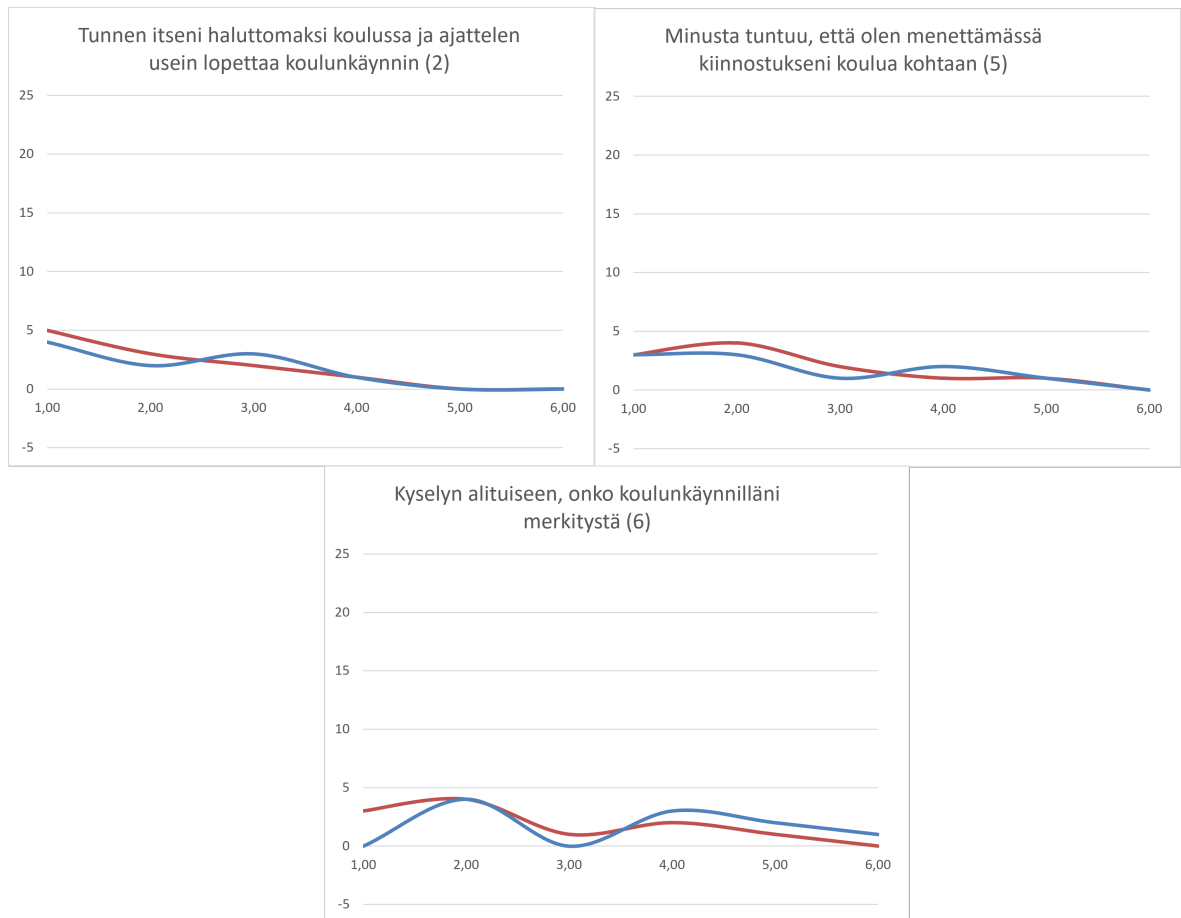 Tunnen itseni haluttomaksi koulussa ja ajattelen
usein lopettaa koulunkäynnin (2)
25
20
15
10
5
0
1,00 2,00 3,00 4,00 5,00 6,00
-5
Minusta tuntuu, että olen menettämässä
kiinnostukseni koulua kohtaan (5)
25
20
15
10
5
0
1,00 2,00 3,00 4,00 5,00 6,00
-5
Kyselyn alituiseen, onko koulunkäynnilläni
merkitystä (6)
25
20
15
10
5
0
1,00 2,00 3,00 4,00 5,00 6,00
-5